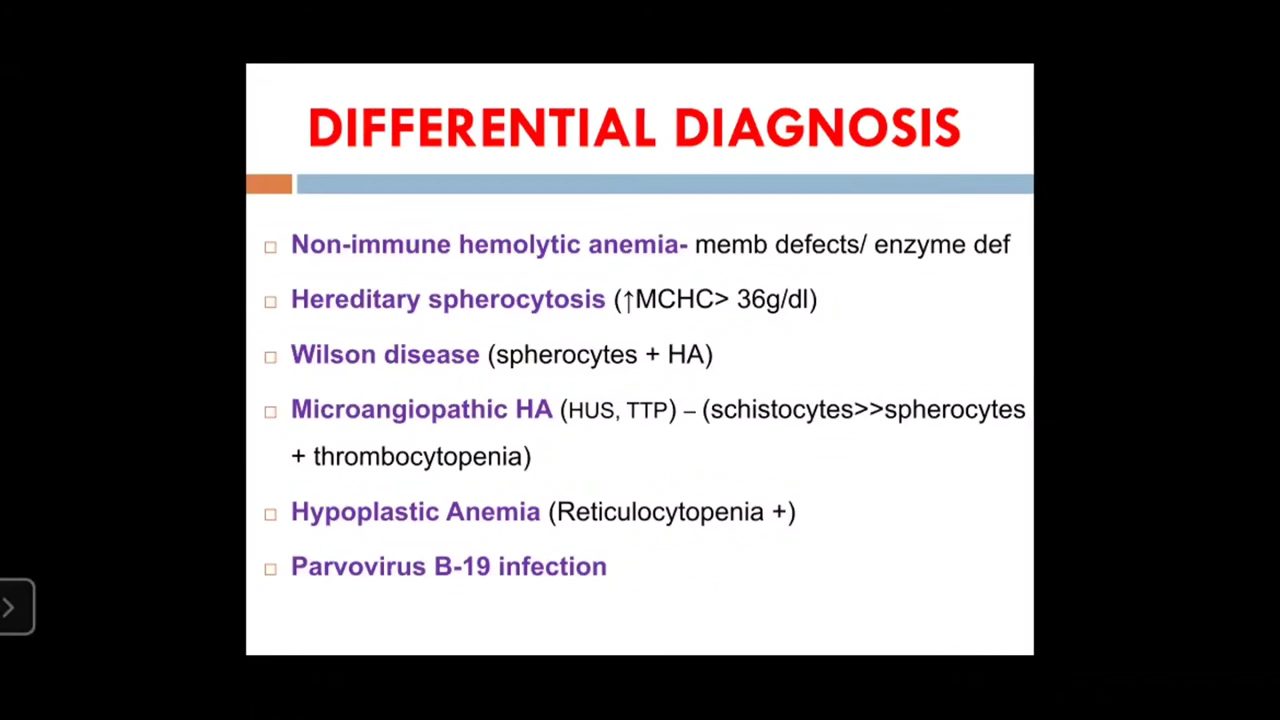 DIFFERENTIAL DIAGNOSIS
Non-immune hemolytic anemia- memb defects/ enzyme def
Hereditary spherocytosis (↑MCHC> 36g/dl)
Wilson disease (spherocytes + HA)
Microangiopathic HA (HUS, TTP) – (schistocytes>>spherocytes
+ thrombocytopenia)
Hypoplastic Anemia (Reticulocytopenia +)
Parvovirus B-19 infection